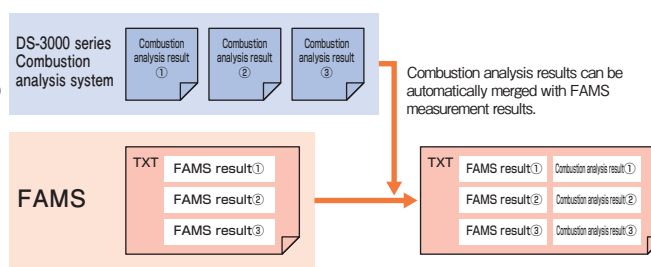 DS-3000 series
Combustion
analysis system
Combustion
analysis result
①
Combustion
analysis result
②
Combustion
analysis result
③
Combustion analysis results can be
automatically merged with FAMS
measurement results.
FAMS
TXT
FAMS result①
FAMS result②
FAMS result③
TXT
FAMS result① Combustion analysis result①
FAMS result② Combustion analysis result②
FAMS result③ Combustion analysis result③